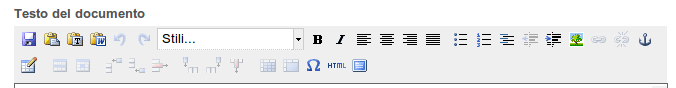 Testo del documento
Stili... B I
Ω HTML